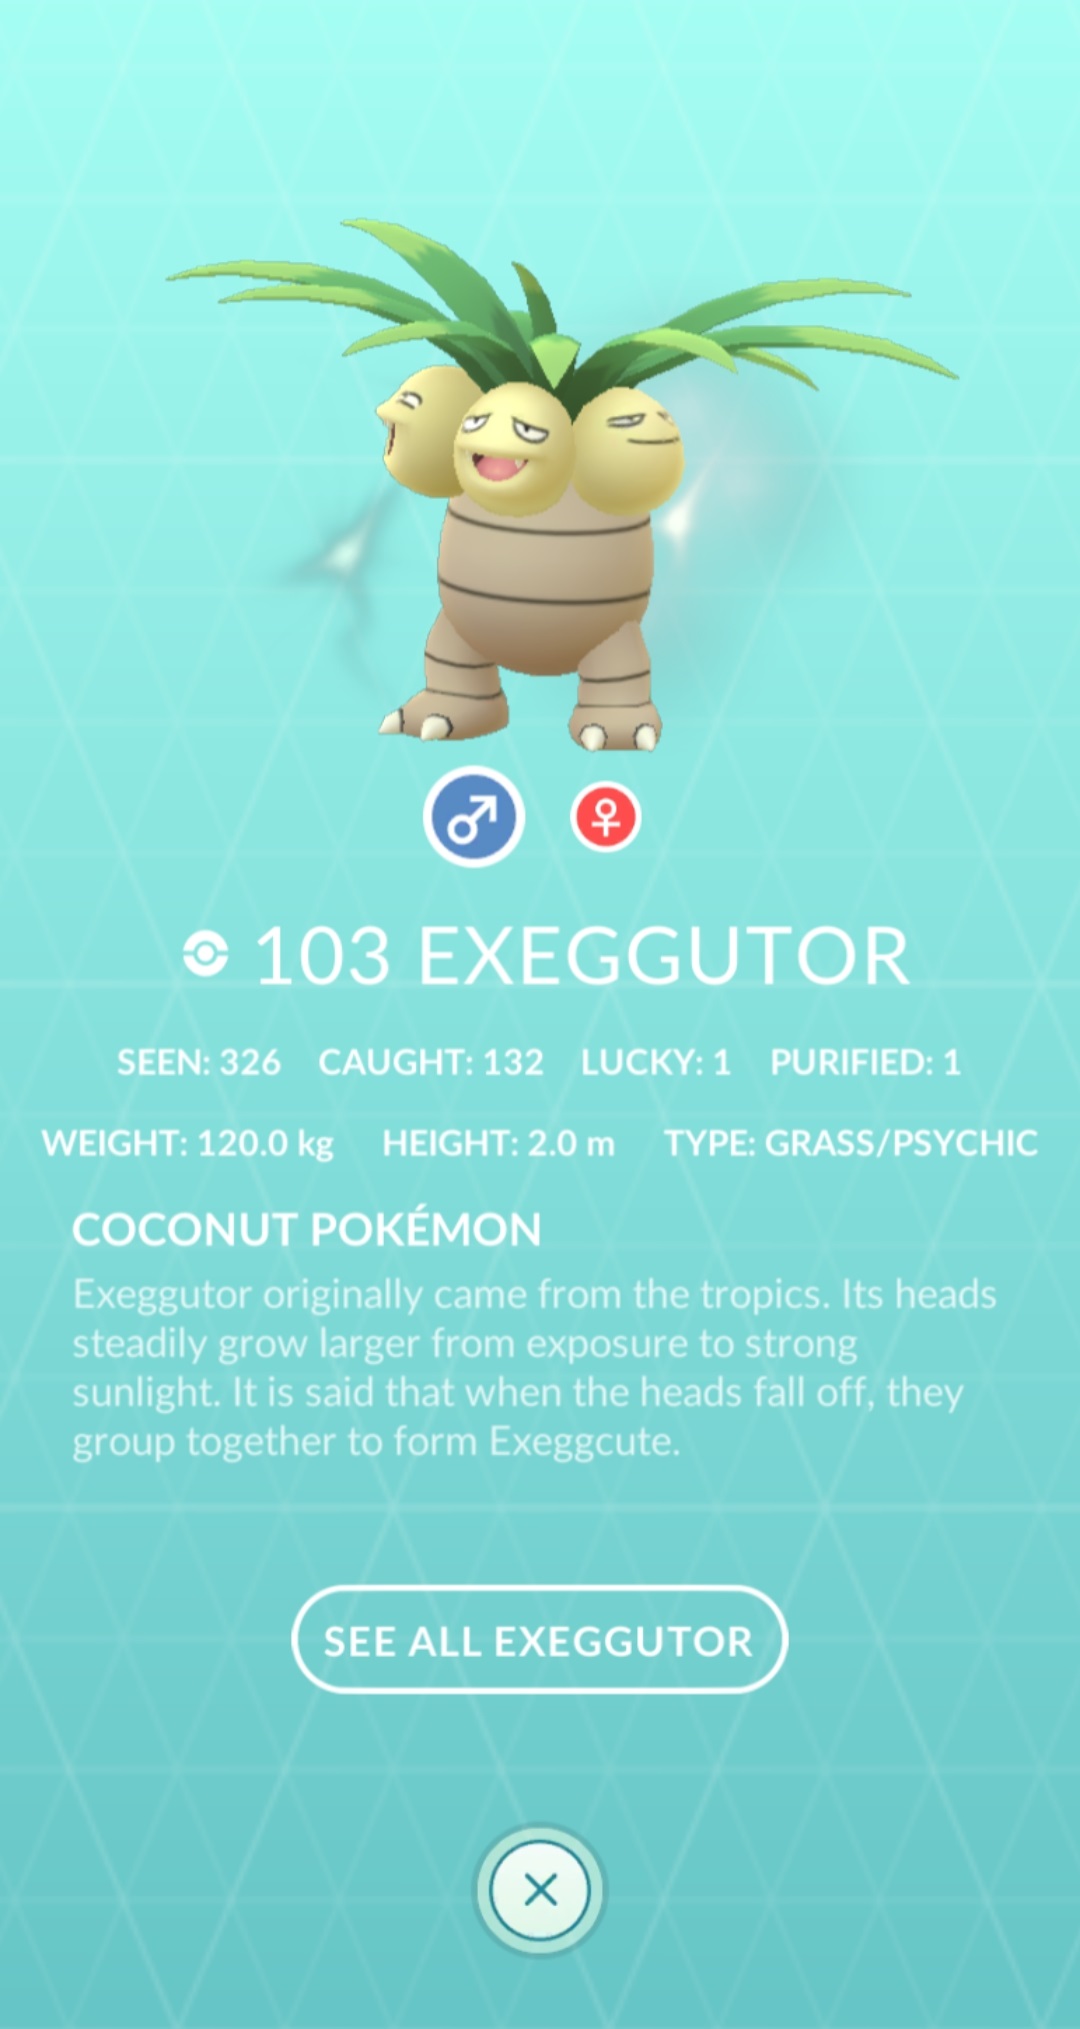 103 EXEGGUTOR
SEEN: 326 CAUGHT: 132 LUCKY: 1 PURIFIED: 1
WEIGHT: 120.0 kg HEIGHT: 2.0 m TYPE: GRASS/PSYCHIC
COCONUT POKÉMON
Exeggutor originally came from the tropics. Its heads
steadily grow larger from exposure to strong
sunlight. It is said that when the heads fall off, they
group together to form Exeggcute.
SEE ALL EXEGGUTOR